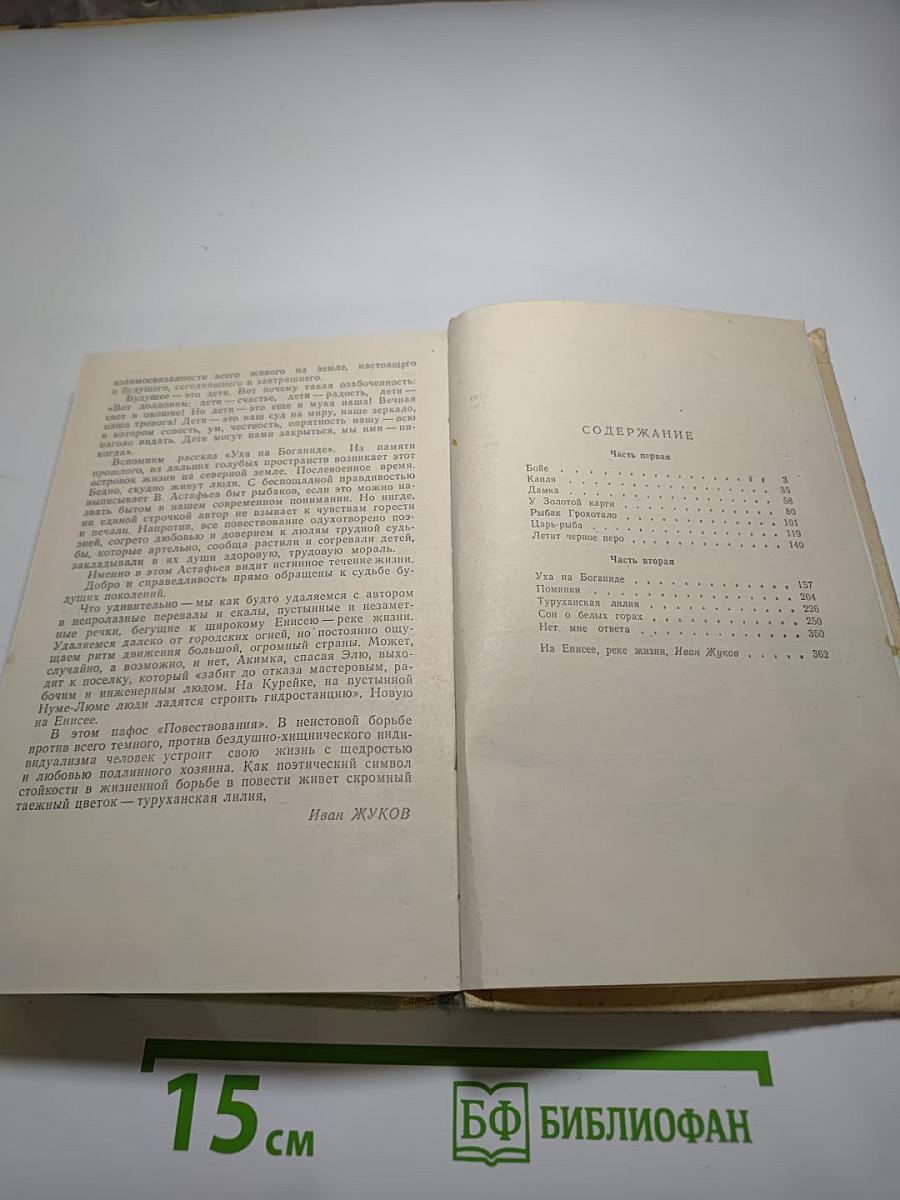 взаимосвязанности всего живого на земле, настоящего
и будущего, сегодняшнего и завтрашнего.
Будущее — это дети. Вот почему такая озабоченность:
«Вот долдоним: дети — счастье, дети — радость, дети —
свет в окошке! Но дети — это еще и мука наша! Вечная
наша тревога! Дети — это наш суд на миру, наше зеркало,
в котором совесть, ум, честность, опрятность нашу — всю
наголо видать. Дети могут нами закрыться, мы ими — ни-
когда».
Вспомним рассказ «Уха на Боганиде». Из памяти
прошлого, из дальних голубых пространств возникает этот
островок жизни на северной земле. Послевоенное время.
Бедно, скудно живут люди. С беспощадной правдивостью
выписывает В. Астафьев быт рыбаков, если это можно на-
звать бытом в нашем современном понимании. Но нигде,
ни единой строчкой автор не взывает к чувствам горести
и печали. Напротив, все повествование одухотворено поэ-
зией, согрето любовью и доверием к людям трудной судь-
бы, которые артельно, сообща растили и согревали детей,
закладывали в их души здоровую, трудовую мораль.
Именно в этом Астафьев видит истинное течение жизни.
Добро и справедливость прямо обращены к судьбе бу-
дущих поколений.
Что удивительно — мы как будто удаляемся с автором
в непролазные перевалы и скалы, пустынные и незамет-
ные речки, бегущие к широкому Енисею — реке жизни.
Удаляемся далеко от городских огней, но постоянно ощу-
щаем ритм движения большой, огромной страны. Может,
случайно, а возможно, и нет, Акимка, спасая Элю, выхо-
дит к поселку, который «забит до отказа мастеровым, ра-
бочим и инженерным людом. На Курейке, на пустынной
Нуме-Люме люди ладятся строить гидростанцию». Новую
на Енисее.
В этом пафос «Повествования». В неистовой борьбе
против всего темного, против бездушно-хищнического инди-
видуализма человек устроит свою жизнь с щедростью
и любовью подлинного хозяина. Как поэтический символ
стойкости в жизненной борьбе в повести живет скромный
таежный цветок — туруханская лилия.
Иван ЖУКОВ
СОДЕРЖАНИЕ
Часть первая
Бойе . . . . . . . . . . 3
Капля . . . . . . . . . . 35
Дамка . . . . . . . . . . 58
У Золотой карги . . . . . . . . . . 80
Рыбак Грохотало . . . . . . . . . . 101
Царь-рыба . . . . . . . . . . 119
Летит черное перо . . . . . . . . . . 140
Часть вторая
Уха на Боганиде . . . . . . . . . . 157
Поминки . . . . . . . . . . 204
Туруханская лилия . . . . . . . . . . 226
Сон о белых горах . . . . . . . . . . 250
Нет мне ответа . . . . . . . . . . 350
На Енисее, реке жизни, Иван Жуков . . . . . 362
15 см
БФ БИБЛИОФАН